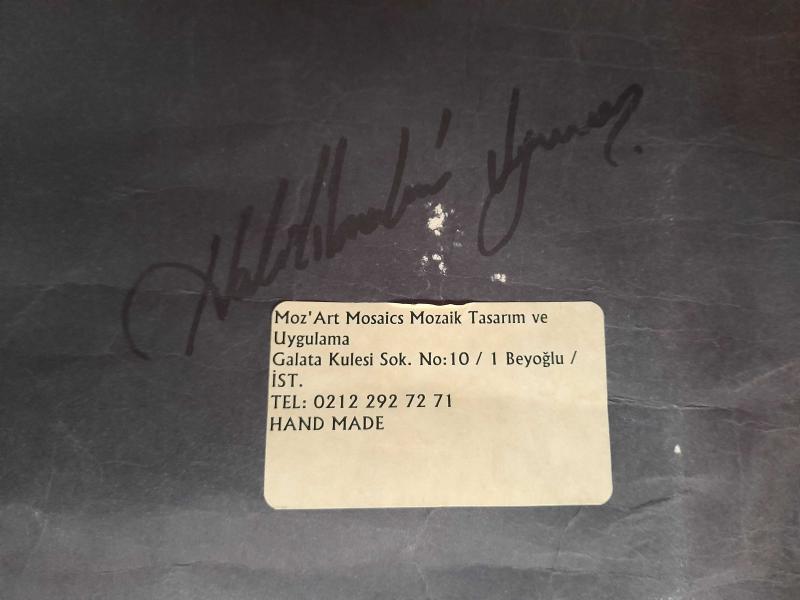 Moz'Art Mosaics Mozaik Tasarım ve
Uygulama
Galata Kulesi Sok. No:10 / 1 Beyoğlu /
İST.
TEL: 0212 292 72 71
HAND MADE